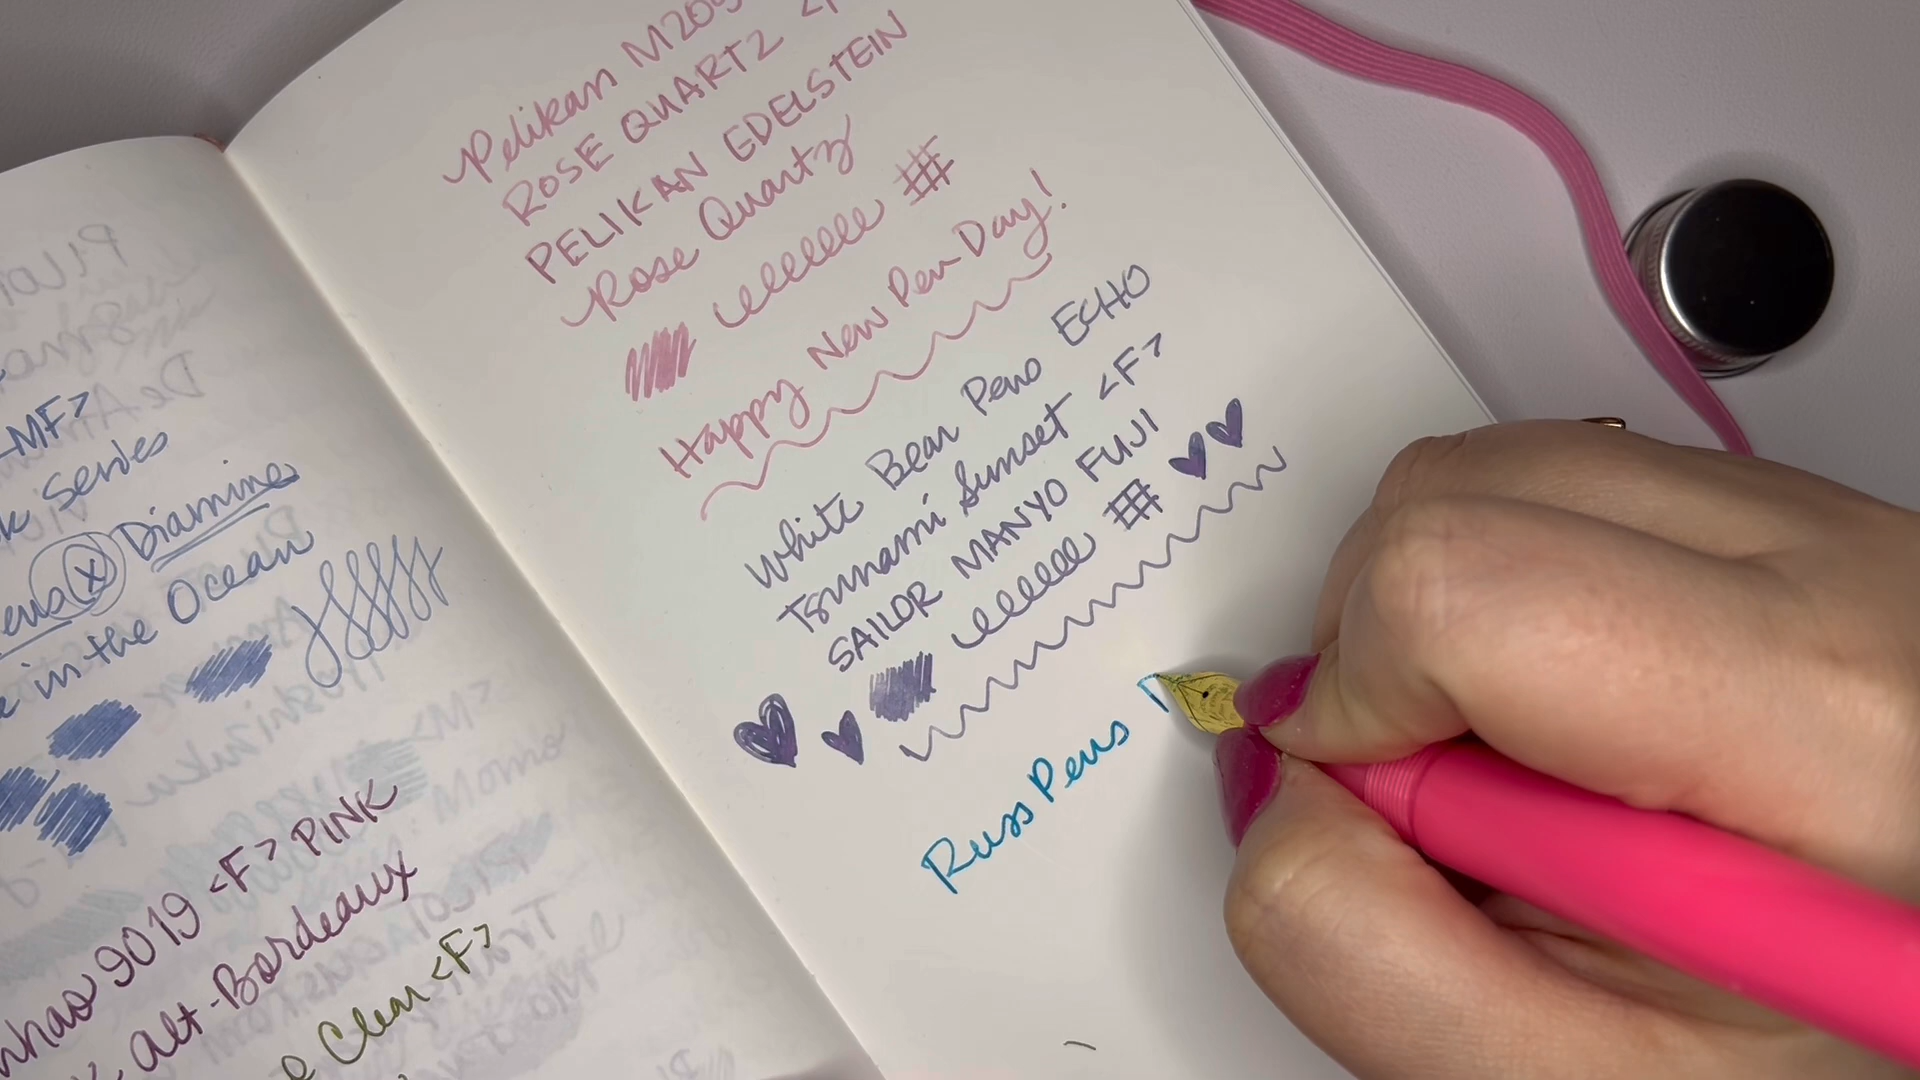 -MF>
Series
Diamine
in the Ocean
9019 <F> PINK
Alt-Bordeaux
Clear <F>
Pelikan M205
ROSE QUARTZ <F
PELIKAN EDELSTEIN
Rose Quartz
Happy New Pen Day!
White Bear Pens ECHO
Tsunami Sunset <F>
SAILOR MANYO FUJI
Russ Pens